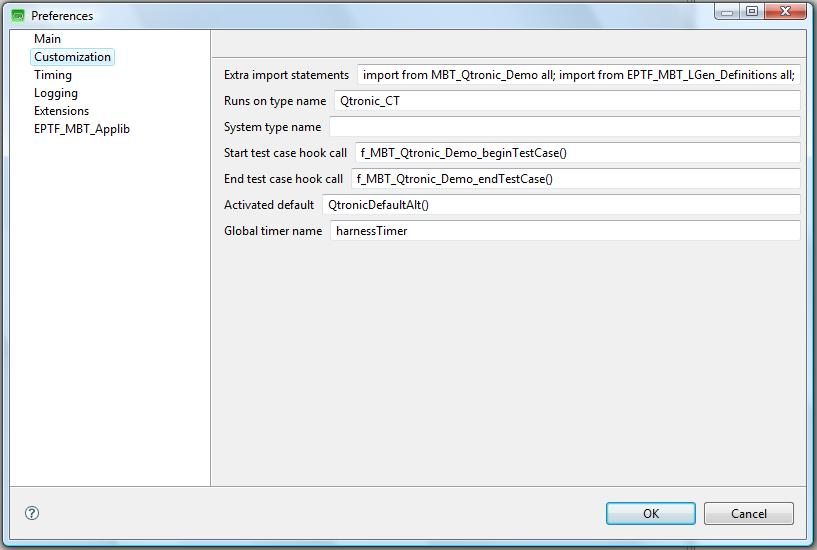 Preferences
Main
Customization
Timing
Logging
Extensions
EPTF_MBT_Applib
Extra import statements import from MBT_Qtronic_Demo all; import from EPTF_MBT_LGen_Definitions all;
Runs on type name Qtronic_CT
System type name
Start test case hook call f_MBT_Qtronic_Demo_beginTestCase()
End test case hook call f_MBT_Qtronic_Demo_endTestCase()
Activated default QtronicDefaultAlt()
Global timer name harnessTimer
?
OK Cancel